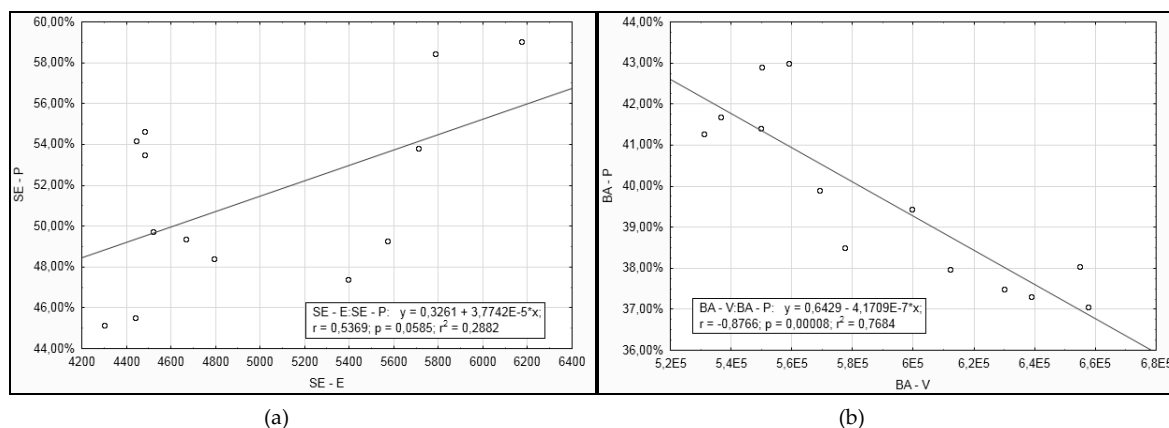 60,00%
58,00%
56,00%
54,00%
52,00%
50,00%
48,00%
46,00%
44,00%
SE - P
4200 4400 4600 4800 5000 5200 5400 5600 5800 6000 6200 6400
SE - E
SE - E:SE - P: y = 0,3261 + 3,7742E-5*x;
r = 0,5369; p = 0,0585; r² = 0,2882
(a)
44,00%
43,00%
42,00%
41,00%
40,00%
39,00%
38,00%
37,00%
36,00%
BA - P
5,2E5 5,4E5 5,6E5 5,8E5 6E5 6,2E5 6,4E5 6,6E5 6,8E5
BA - V
BA - V:BA - P: y = 0,6429 - 4,1709E-7*x;
r = -0,8766; p = 0,00008; r² = 0,7684
(b)